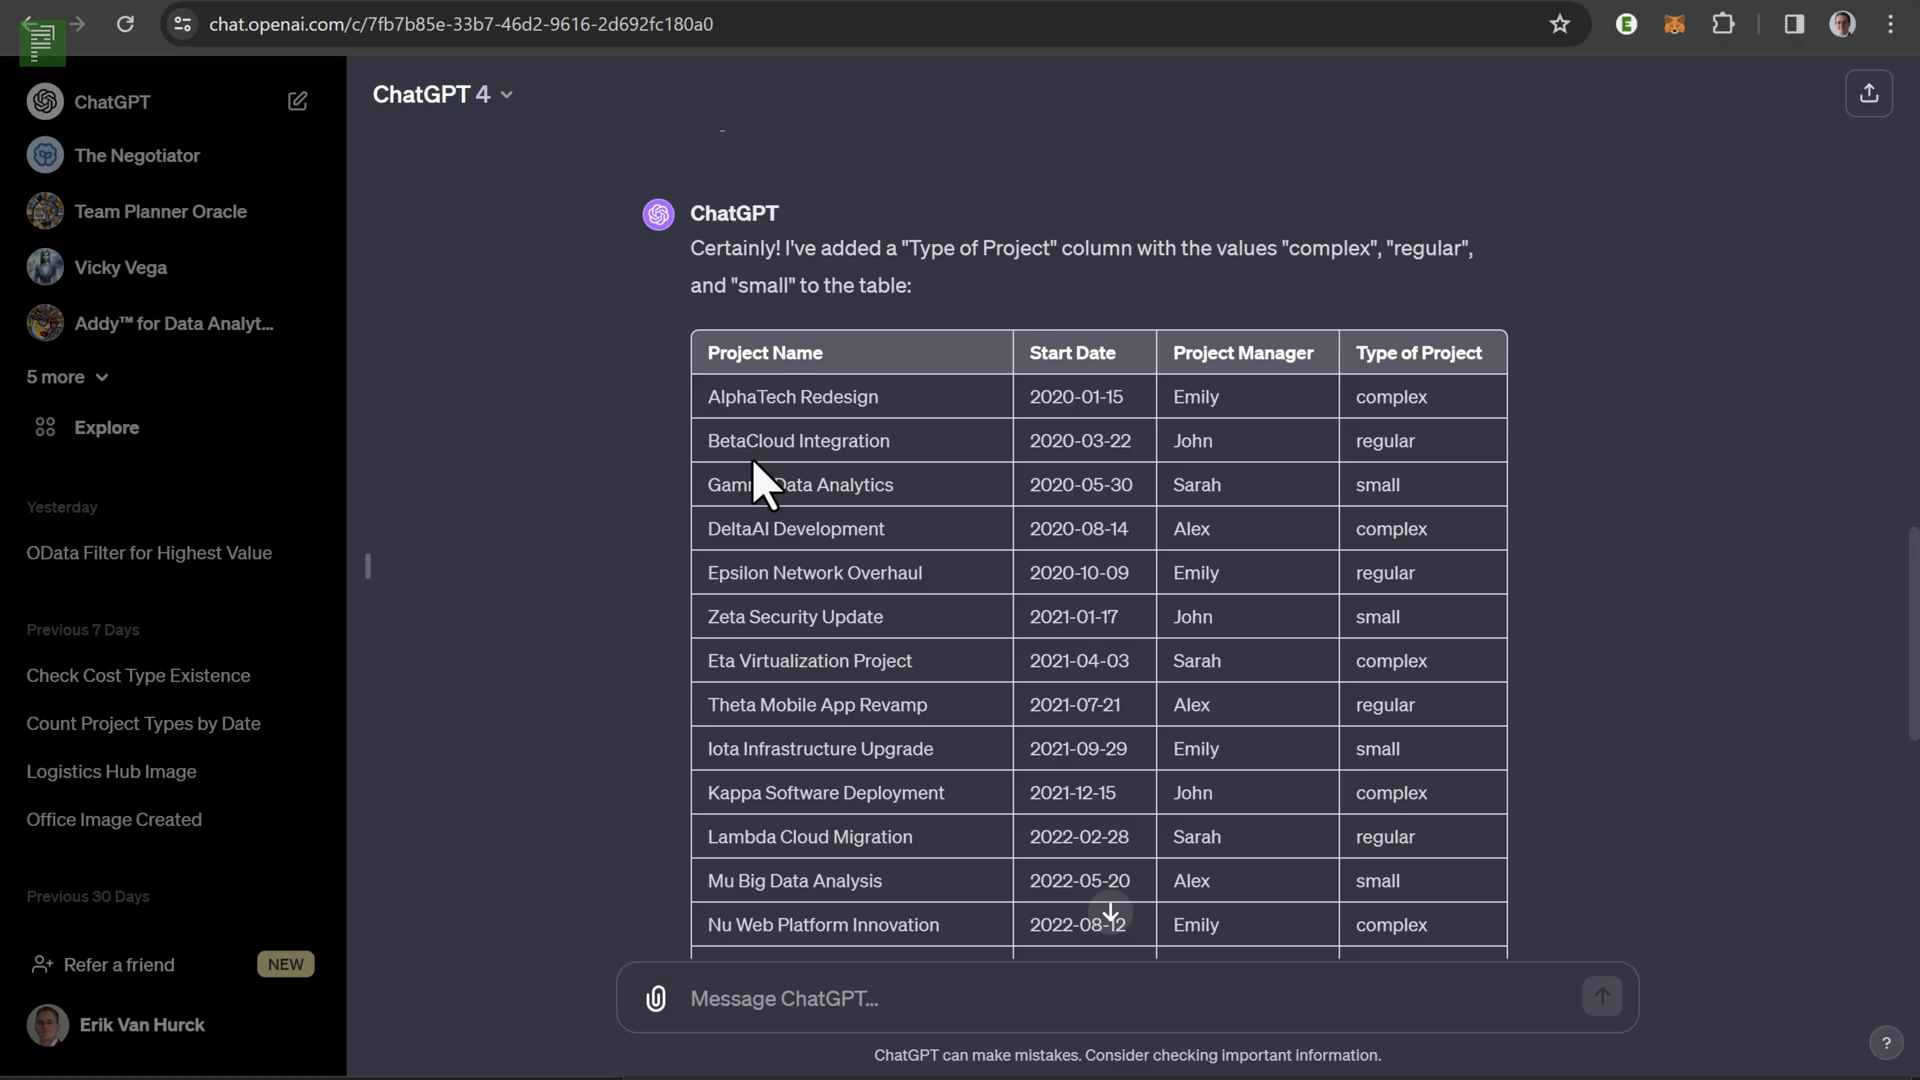 chat.openai.com/c/7fb7b85e-33b7-46d2-9616-2d692fc180a0
ChatGPT
The Negotiator
Team Planner Oracle
Vicky Vega
Addy™ for Data Analyt...
5 more
Explore
Yesterday
OData Filter for Highest Value
Previous 7 Days
Check Cost Type Existence
Count Project Types by Date
Logistics Hub Image
Office Image Created
Previous 30 Days
Refer a friend NEW
Erik Van Hurck
ChatGPT 4
ChatGPT
Certainly! I've added a "Type of Project" column with the values "complex", "regular",
and "small" to the table:
Project Name Start Date Project Manager Type of Project
AlphaTech Redesign 2020-01-15 Emily complex
BetaCloud Integration 2020-03-22 John regular
Gam Data Analytics 2020-05-30 Sarah small
DeltaAI Development 2020-08-14 Alex complex
Epsilon Network Overhaul 2020-10-09 Emily regular
Zeta Security Update 2021-01-17 John small
Eta Virtualization Project 2021-04-03 Sarah complex
Theta Mobile App Revamp 2021-07-21 Alex regular
Iota Infrastructure Upgrade 2021-09-29 Emily small
Kappa Software Deployment 2021-12-15 John complex
Lambda Cloud Migration 2022-02-28 Sarah regular
Mu Big Data Analysis 2022-05-20 Alex small
Nu Web Platform Innovation 2022-08-12 Emily complex
Message ChatGPT...
ChatGPT can make mistakes. Consider checking important information.
?